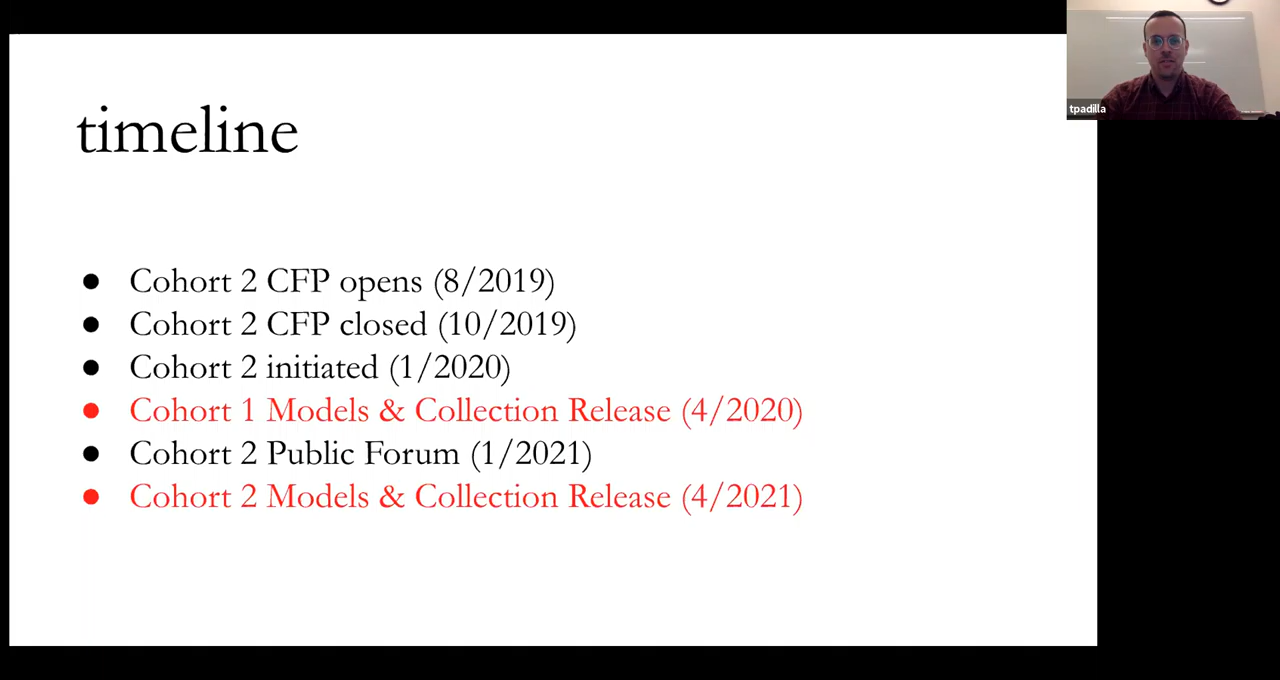 timeline
● Cohort 2 CFP opens (8/2019)
● Cohort 2 CFP closed (10/2019)
● Cohort 2 initiated (1/2020)
● Cohort 1 Models & Collection Release (4/2020)
● Cohort 2 Public Forum (1/2021)
● Cohort 2 Models & Collection Release (4/2021)
tpadilla